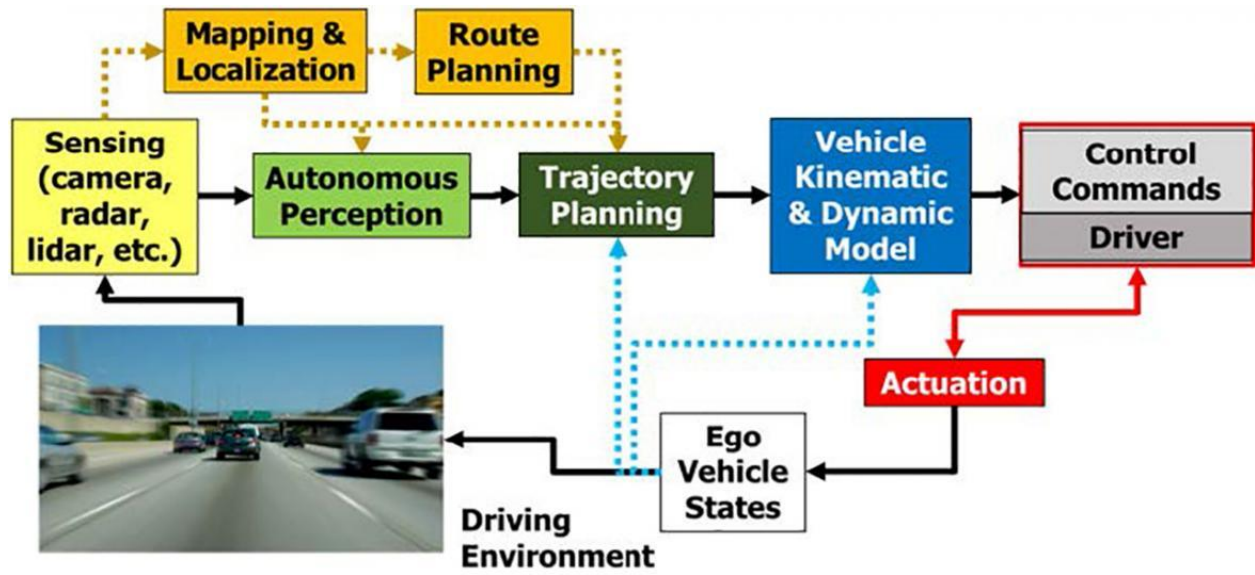 Mapping &
Localization
Route
Planning
Sensing
(camera,
radar,
lidar, etc.)
Autonomous
Perception
Trajectory
Planning
Vehicle
Kinematic
& Dynamic
Model
Control
Commands
Driver
Actuation
Ego
Vehicle
States
Driving
Environment